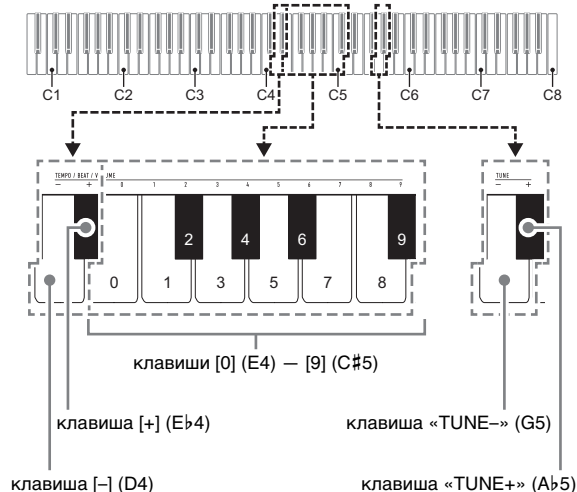 C1 C2 C3 C4 C5 C6 C7 C8
TEMPO / BEAT / V UME
− + 0 1 2 3 4 5 6 7 8 9
TUNE
− +
2 4 6 9
0 1 3 5 7 8
клавиши [0] (E4) — [9] (C♯5)
клавиша [+] (E♭4)
клавиша «TUNE–» (G5)
клавиша [–] (D4)
клавиша «TUNE+» (A♭5)